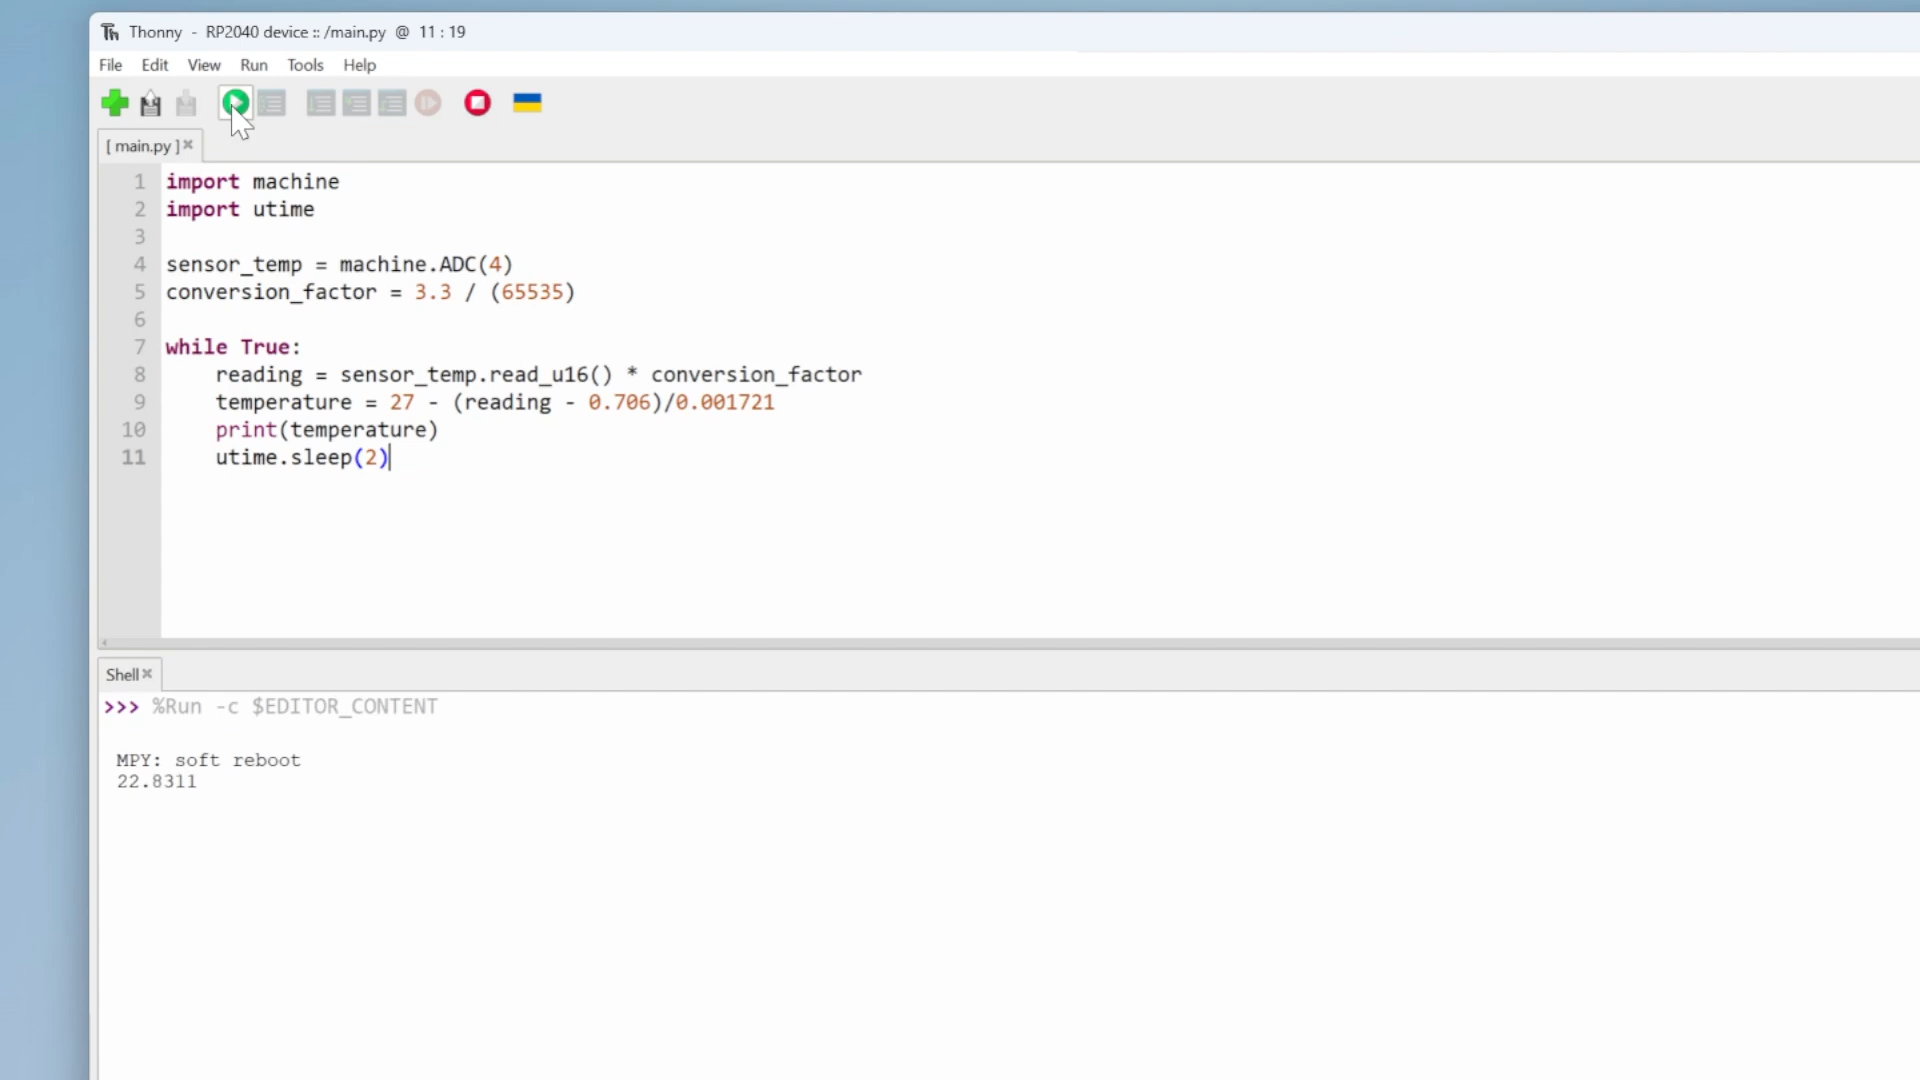 Th Thonny - RP2040 device :: /main.py @ 11 : 19
File Edit View Run Tools Help
[ main.py ]
1 import machine
2 import utime
3
4 sensor_temp = machine.ADC(4)
5 conversion_factor = 3.3 / (65535)
6
7 while True:
8     reading = sensor_temp.read_u16() * conversion_factor
9     temperature = 27 - (reading - 0.706)/0.001721
10     print(temperature)
11     utime.sleep(2)
Shell
>>> %Run -c $EDITOR_CONTENT
MPY: soft reboot
22.8311